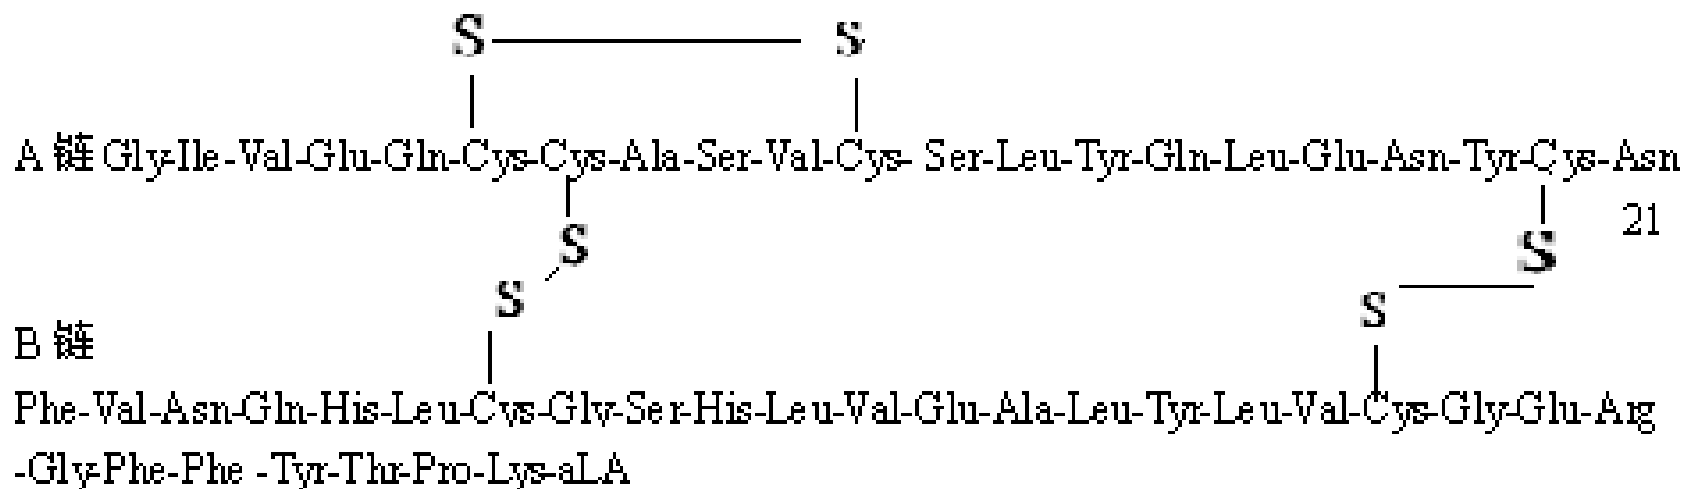 S S
A 链 Gly-Ile-Val-Glu-Gln-Cys-Cys-Ala-Ser-Val-Cys- Ser-Leu-Tyr-Gln-Leu-Glu-Asn-Tyr-Cys-Asn
21
S S
S S
B 链
Phe-Val-Asn-Gln-His-Leu-Cys-Gly-Ser-His-Leu-Val-Glu-Ala-Leu-Tyr-Leu-Val-Cys-Gly-Glu-Arg
-Gly-Phe-Phe -Tyr-Thr-Pro-Lys-aLA